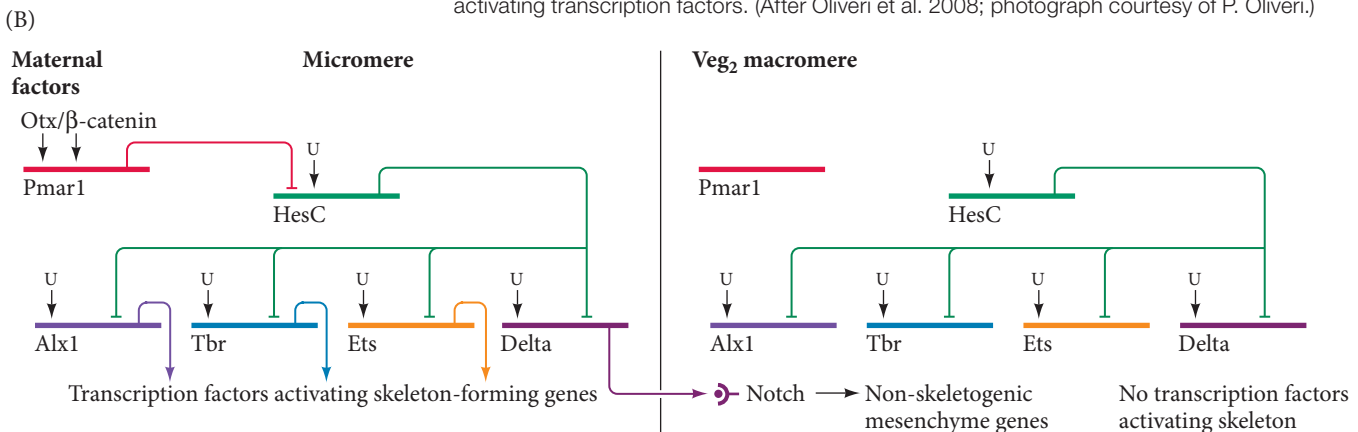 activating transcription factors. (After Oliveri et al. 2008; photograph courtesy of P. Oliveri.)
(B)
Maternal
factors
Micromere
Veg₂ macromere
Otx/β-catenin
U
U
Pmar1
HesC
Pmar1
HesC
U
U
U
U
U
U
U
U
Alx1
Tbr
Ets
Delta
Alx1
Tbr
Ets
Delta
Transcription factors activating skeleton-forming genes
Notch
Non-skeletogenic
mesenchyme genes
No transcription factors
activating skeleton